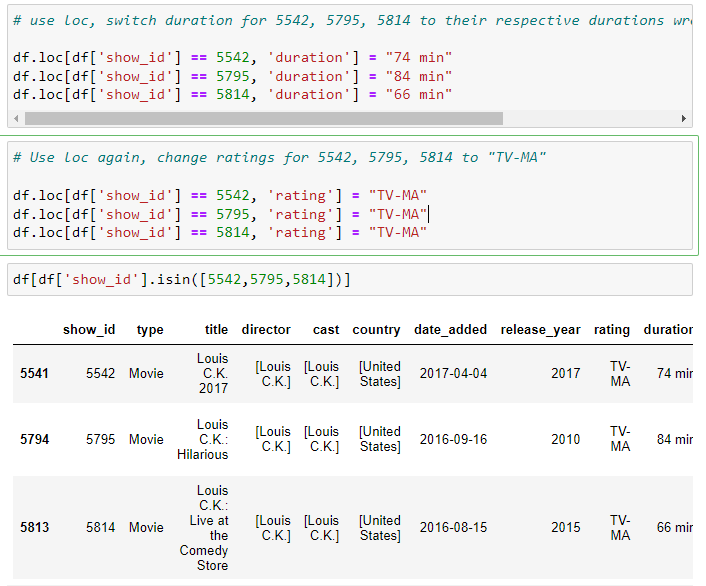 # use loc, switch duration for 5542, 5795, 5814 to their respective durations
df.loc[df['show_id'] == 5542, 'duration'] = "74 min"
df.loc[df['show_id'] == 5795, 'duration'] = "84 min"
df.loc[df['show_id'] == 5814, 'duration'] = "66 min"
# Use loc again, change ratings for 5542, 5795, 5814 to "TV-MA"
df.loc[df['show_id'] == 5542, 'rating'] = "TV-MA"
df.loc[df['show_id'] == 5795, 'rating'] = "TV-MA"
df.loc[df['show_id'] == 5814, 'rating'] = "TV-MA"
df[df['show_id'].isin([5542,5795,5814])]
show_id type title director cast country date_added release_year rating duration
Louis
5541 5542 Movie C.K. [Louis C.K.] [Louis C.K.] [United States] 2017-04-04 2017 TV-MA 74 min
2017
Louis
5794 5795 Movie C.K.: [Louis C.K.] [Louis C.K.] [United States] 2016-09-16 2010 TV-MA 84 min
Hilarious
Louis
C.K.:
Live at
5813 5814 Movie the [Louis C.K.] [Louis C.K.] [United States] 2016-08-15 2015 TV-MA 66 min
Comedy
Store